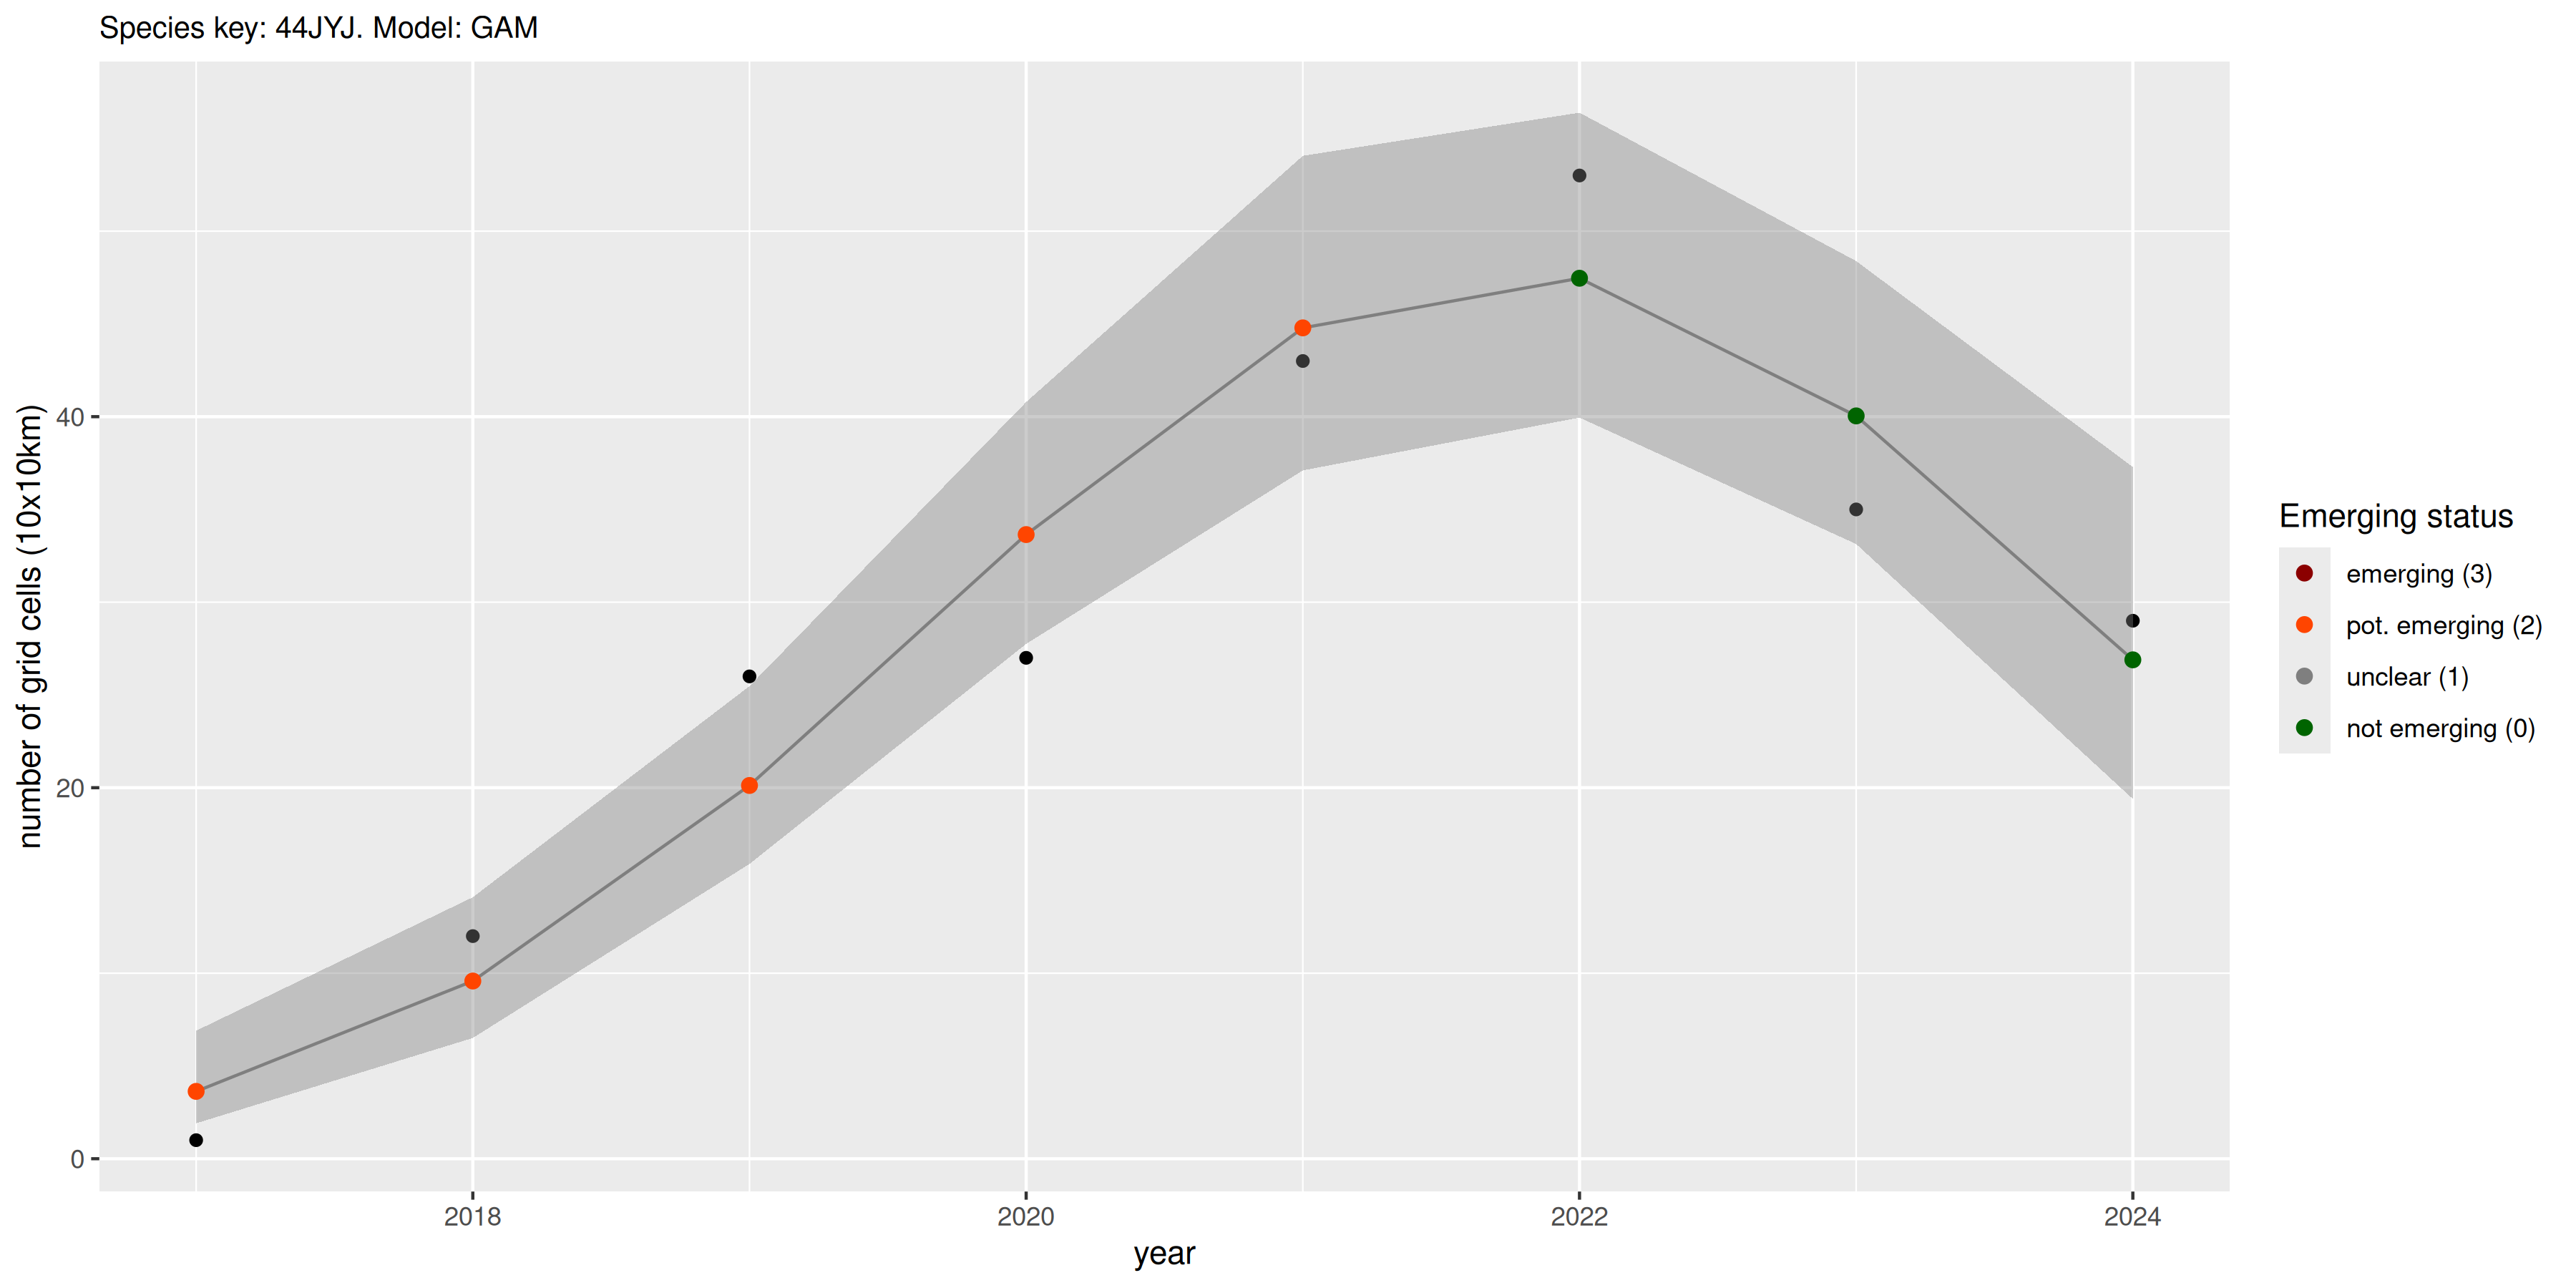 Species key: 44JYJ. Model: GAM
number of grid cells (10x10km)
40
20
0
2018
2020
2022
2024
year
Emerging status
emerging (3)
pot. emerging (2)
unclear (1)
not emerging (0)